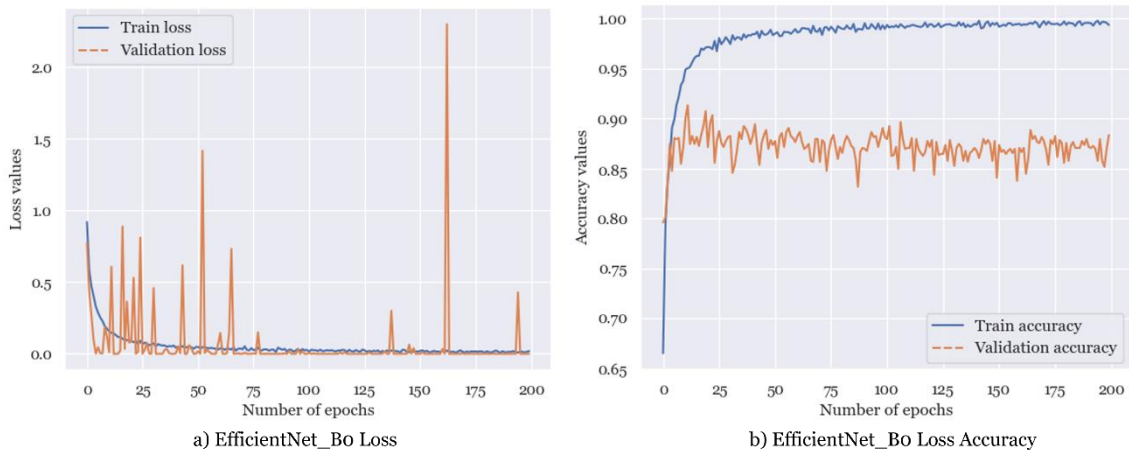 Train loss
Validation loss
2.0
1.5
1.0
0.5
0.0
Loss values
0 25 50 75 100 125 150 175 200
Number of epochs
a) EfficientNet_B0 Loss
1.00
0.95
0.90
0.85
0.80
0.75
0.70
0.65
Accuracy values
Train accuracy
Validation accuracy
0 25 50 75 100 125 150 175 200
Number of epochs
b) EfficientNet_B0 Loss Accuracy